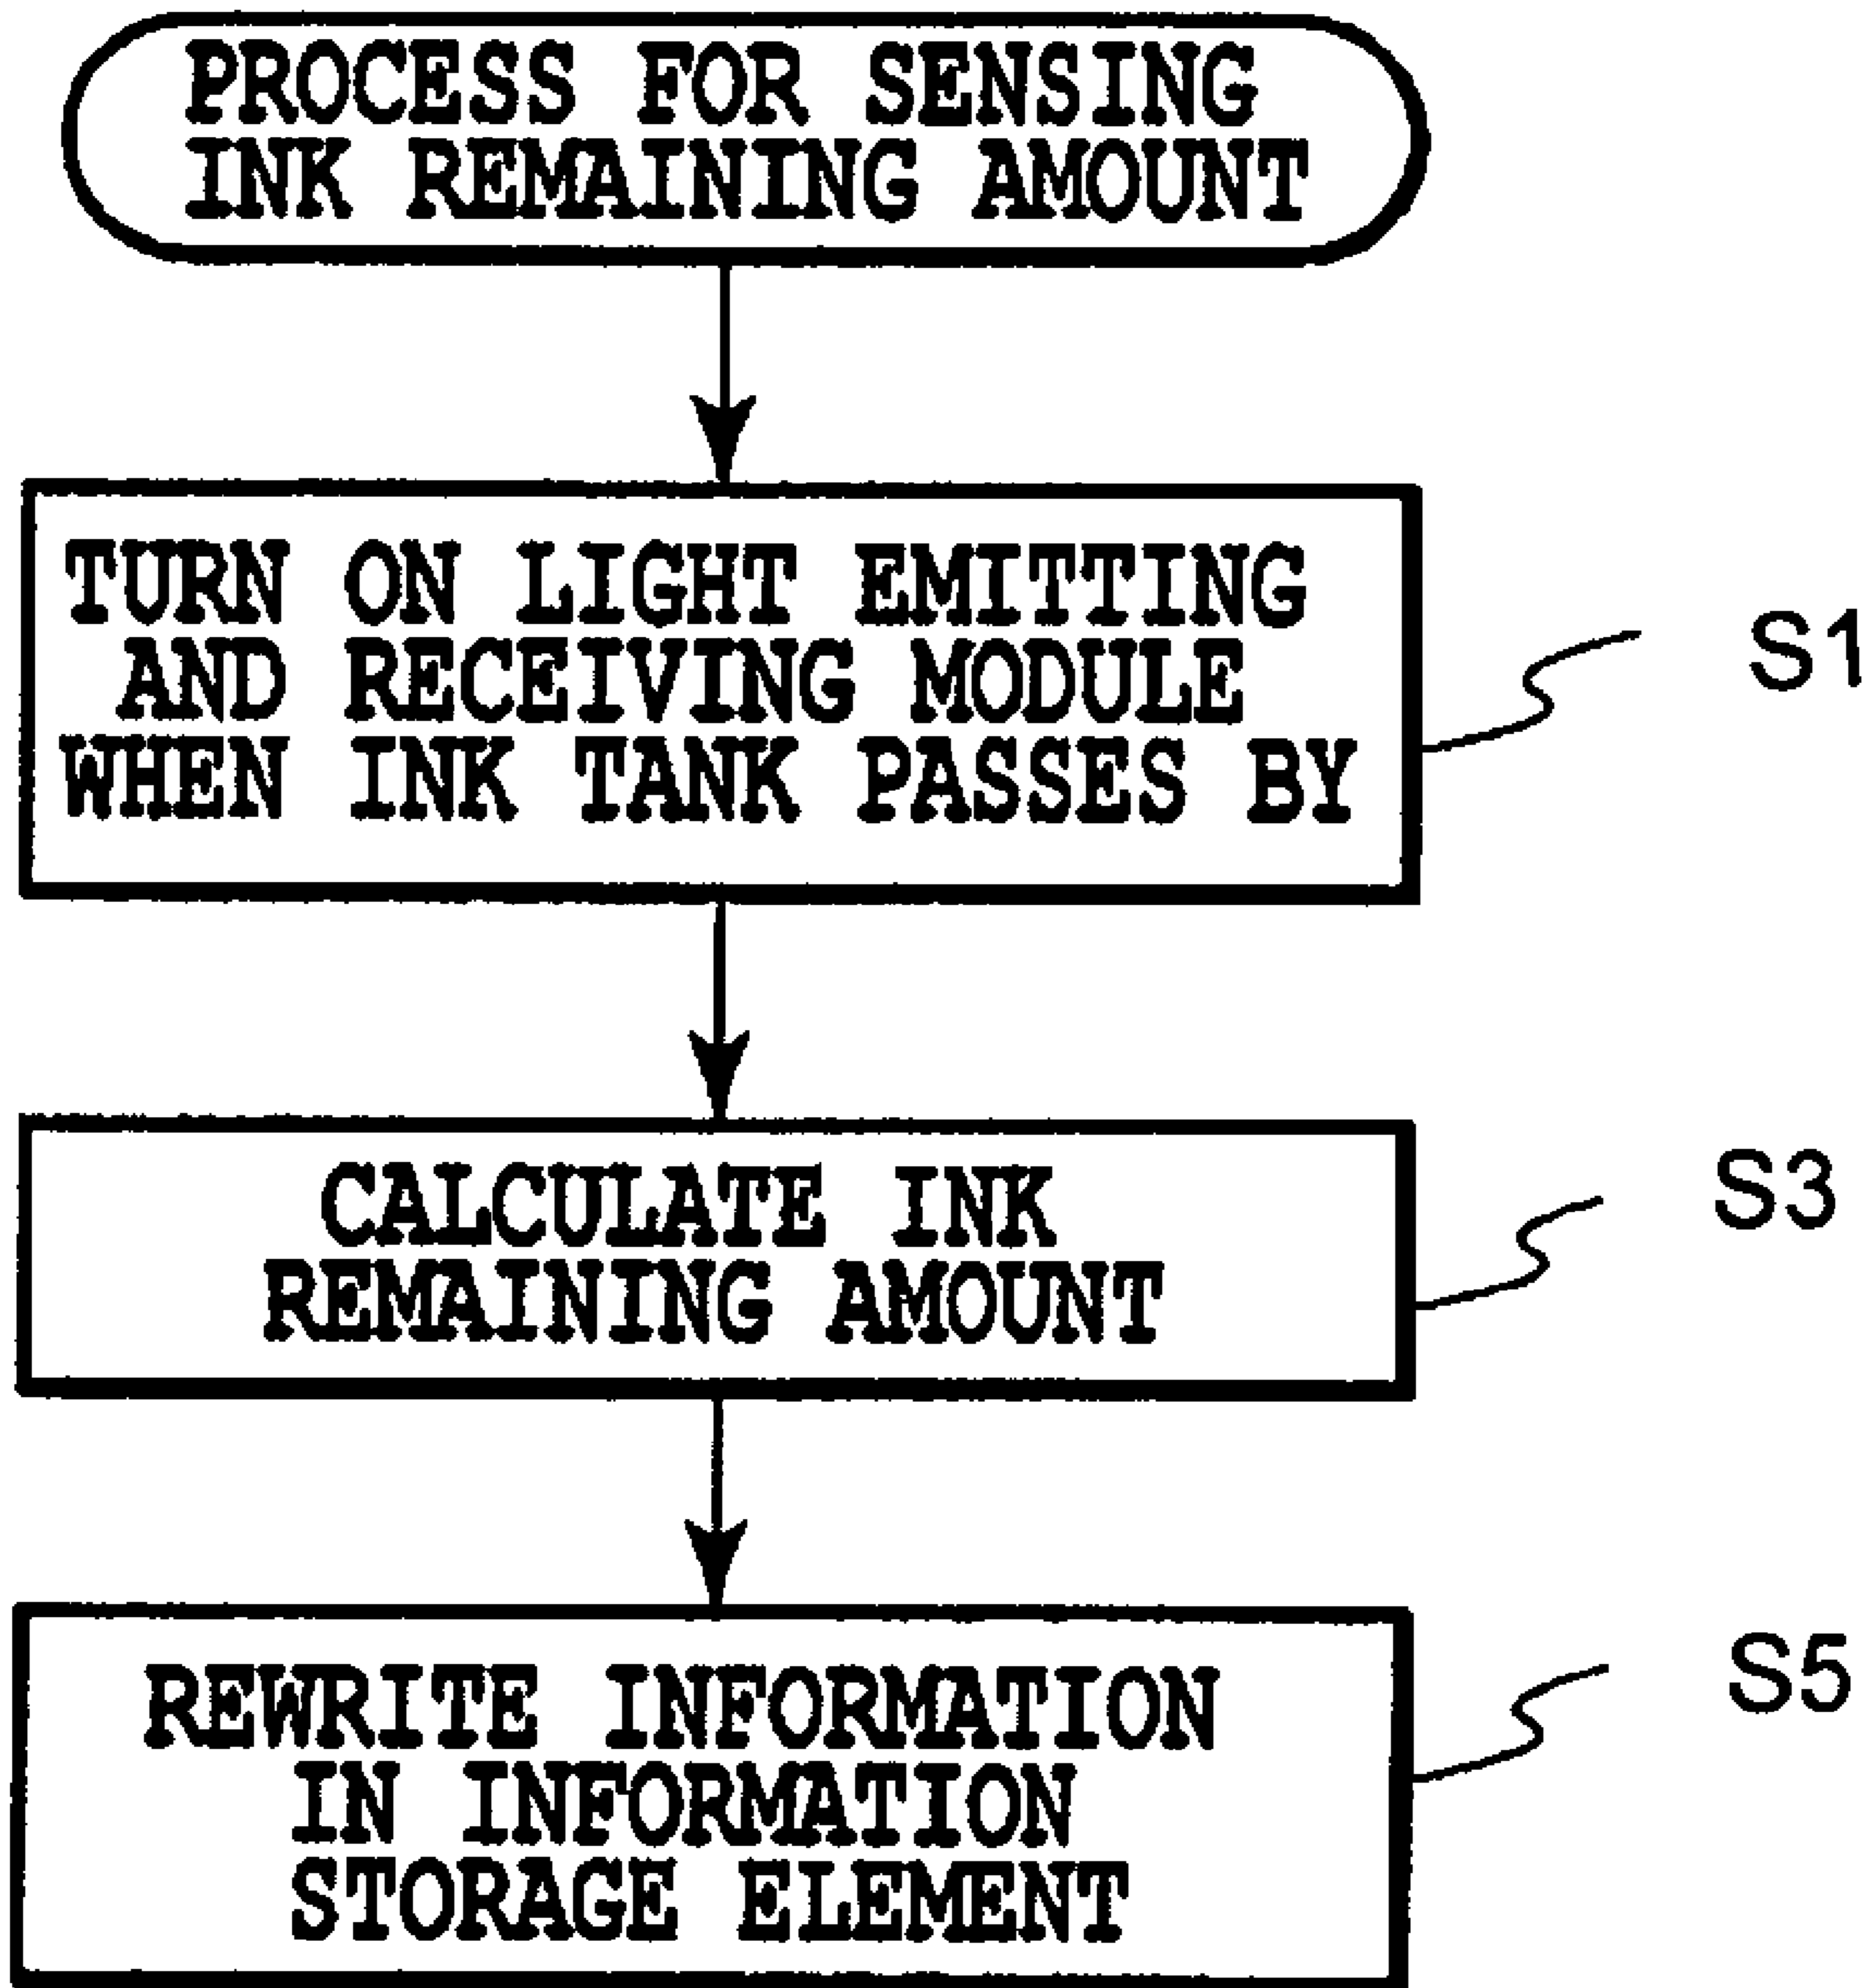 PROCESS FOR SENSING
INK REMAINING AMOUNT
TURN ON LIGHT EMITTING
AND RECEIVING MODULE
WHEN INK TANK PASSES BY
S1
CALCULATE INK
REMAINING AMOUNT
S3
REWRITE INFORMATION
IN INFORMATION
STORAGE ELEMENT
S5